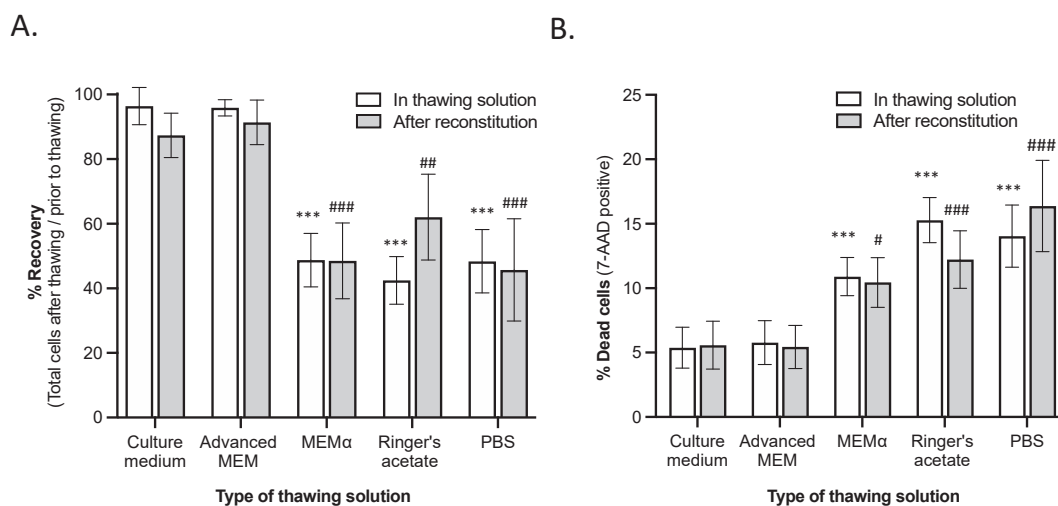 A.
% Recovery
(Total cells after thawing / prior to thawing)
100
80
60
40
20
0
In thawing solution
After reconstitution
***
###
***
##
***
###
Culture
medium
Advanced
MEM
MEMα
Ringer's
acetate
PBS
Type of thawing solution
B.
% Dead cells (7-AAD positive)
25
20
15
10
5
0
In thawing solution
After reconstitution
***
#
***
###
***
###
Culture
medium
Advanced
MEM
MEMα
Ringer's
acetate
PBS
Type of thawing solution